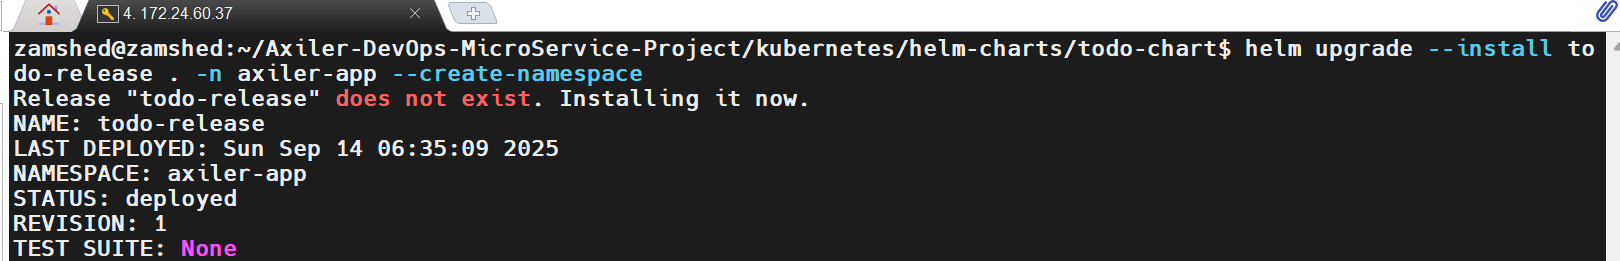 4. 172.24.60.37
zamshed@zamshed:~/Axiler-DevOps-MicroService-Project/kubernetes/helm-charts/todo-chart$ helm upgrade --install to
do-release . -n axiler-app --create-namespace
Release "todo-release" does not exist. Installing it now.
NAME: todo-release
LAST DEPLOYED: Sun Sep 14 06:35:09 2025
NAMESPACE: axiler-app
STATUS: deployed
REVISION: 1
TEST SUITE: None